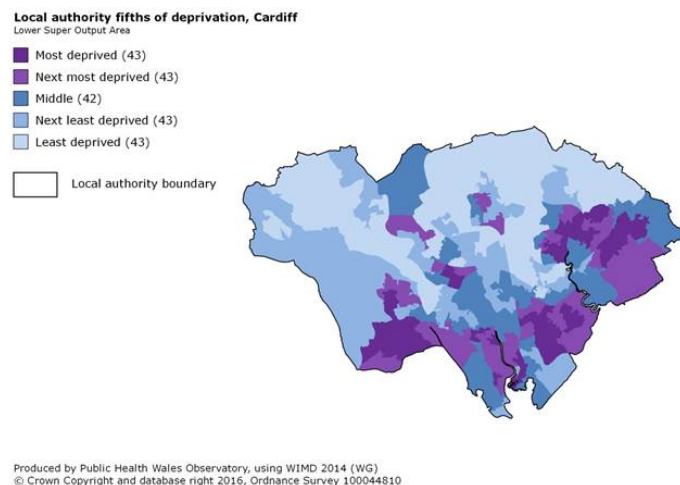 Local authority fifths of deprivation, Cardiff
Lower Super Output Area
Most deprived (43)
Next most deprived (43)
Middle (42)
Next least deprived (43)
Least deprived (43)
Local authority boundary
Produced by Public Health Wales Observatory, using WIMD 2014 (WG)
© Crown Copyright and database right 2016, Ordnance Survey 100044810